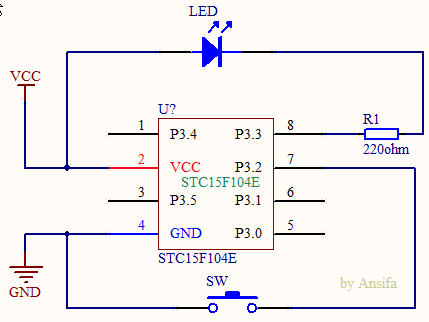 LED
VCC
U?
R1
220ohm
1 P3.4 P3.3 8
2 VCC P3.2 7
STC15F104E
3 P3.5 P3.1 6
4 GND P3.0 5
STC15F104E
GND
SW
by Ansifa